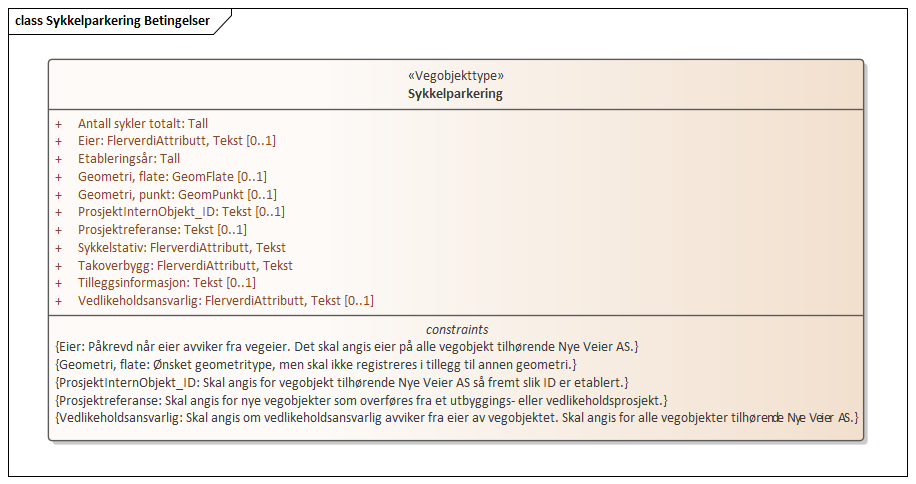 class Sykkelparkering Betingelser
«Vegobjekttype»
Sykkelparkering
+ Antall sykler totalt: Tall
+ Eier: FlerverdiAttributt, Tekst [0..1]
+ Etableringsår: Tall
+ Geometri, flate: GeomFlate [0..1]
+ Geometri, punkt: GeomPunkt [0..1]
+ ProsjektInternObjekt_ID: Tekst [0..1]
+ Prosjektreferanse: Tekst [0..1]
+ Sykkelstativ: FlerverdiAttributt, Tekst
+ Takoverbygg: FlerverdiAttributt, Tekst
+ Tilleggsinformasjon: Tekst [0..1]
+ Vedlikeholdsansvarlig: FlerverdiAttributt, Tekst [0..1]
constraints
{Eier: Påkrevd når eier avviker fra vegeier. Det skal angis eier på alle vegobjekt tilhørende Nye Veier AS.}
{Geometri, flate: Ønsket geometritype, men skal ikke registreres i tillegg til annen geometri.}
{ProsjektInternObjekt_ID: Skal angis for vegobjekt tilhørende Nye Veier AS så fremt slik ID er etablert.}
{Prosjektreferanse: Skal angis for nye vegobjekter som overføres fra et utbyggings- eller vedlikeholdsprosjekt.}
{Vedlikeholdsansvarlig: Skal angis om vedlikeholdsansvarlig avviker fra eier av vegobjektet. Skal angis for alle vegobjekter tilhørende Nye Veier AS.}